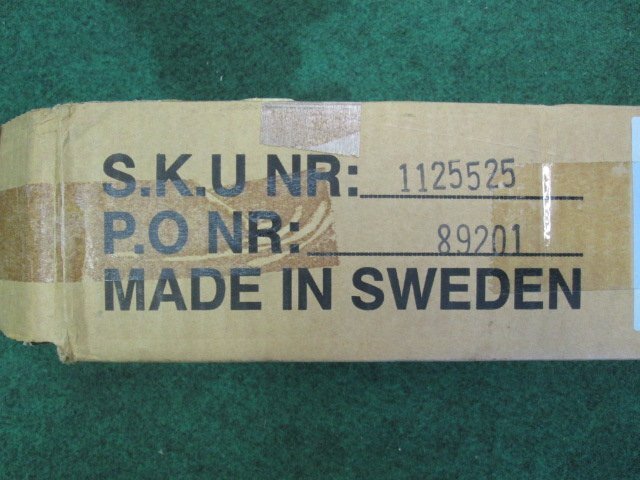 S.K.U NR: 1125525
P.O NR: 89201
MADE IN SWEDEN